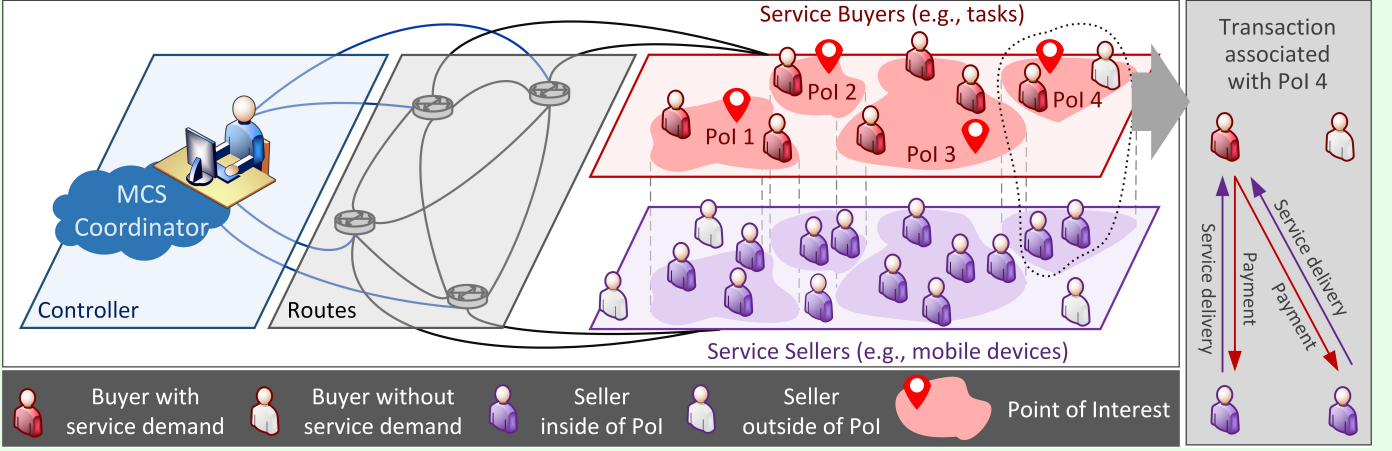 Service Buyers (e.g., tasks)
PoI 1
PoI 2
PoI 3
PoI 4
MCS
Coordinator
Controller
Routes
Service Sellers (e.g., mobile devices)
Transaction
associated
with PoI 4
Service delivery
Payment
Payment
Service delivery
Buyer with
service demand
Buyer without
service demand
Seller
inside of PoI
Seller
outside of PoI
Point of Interest